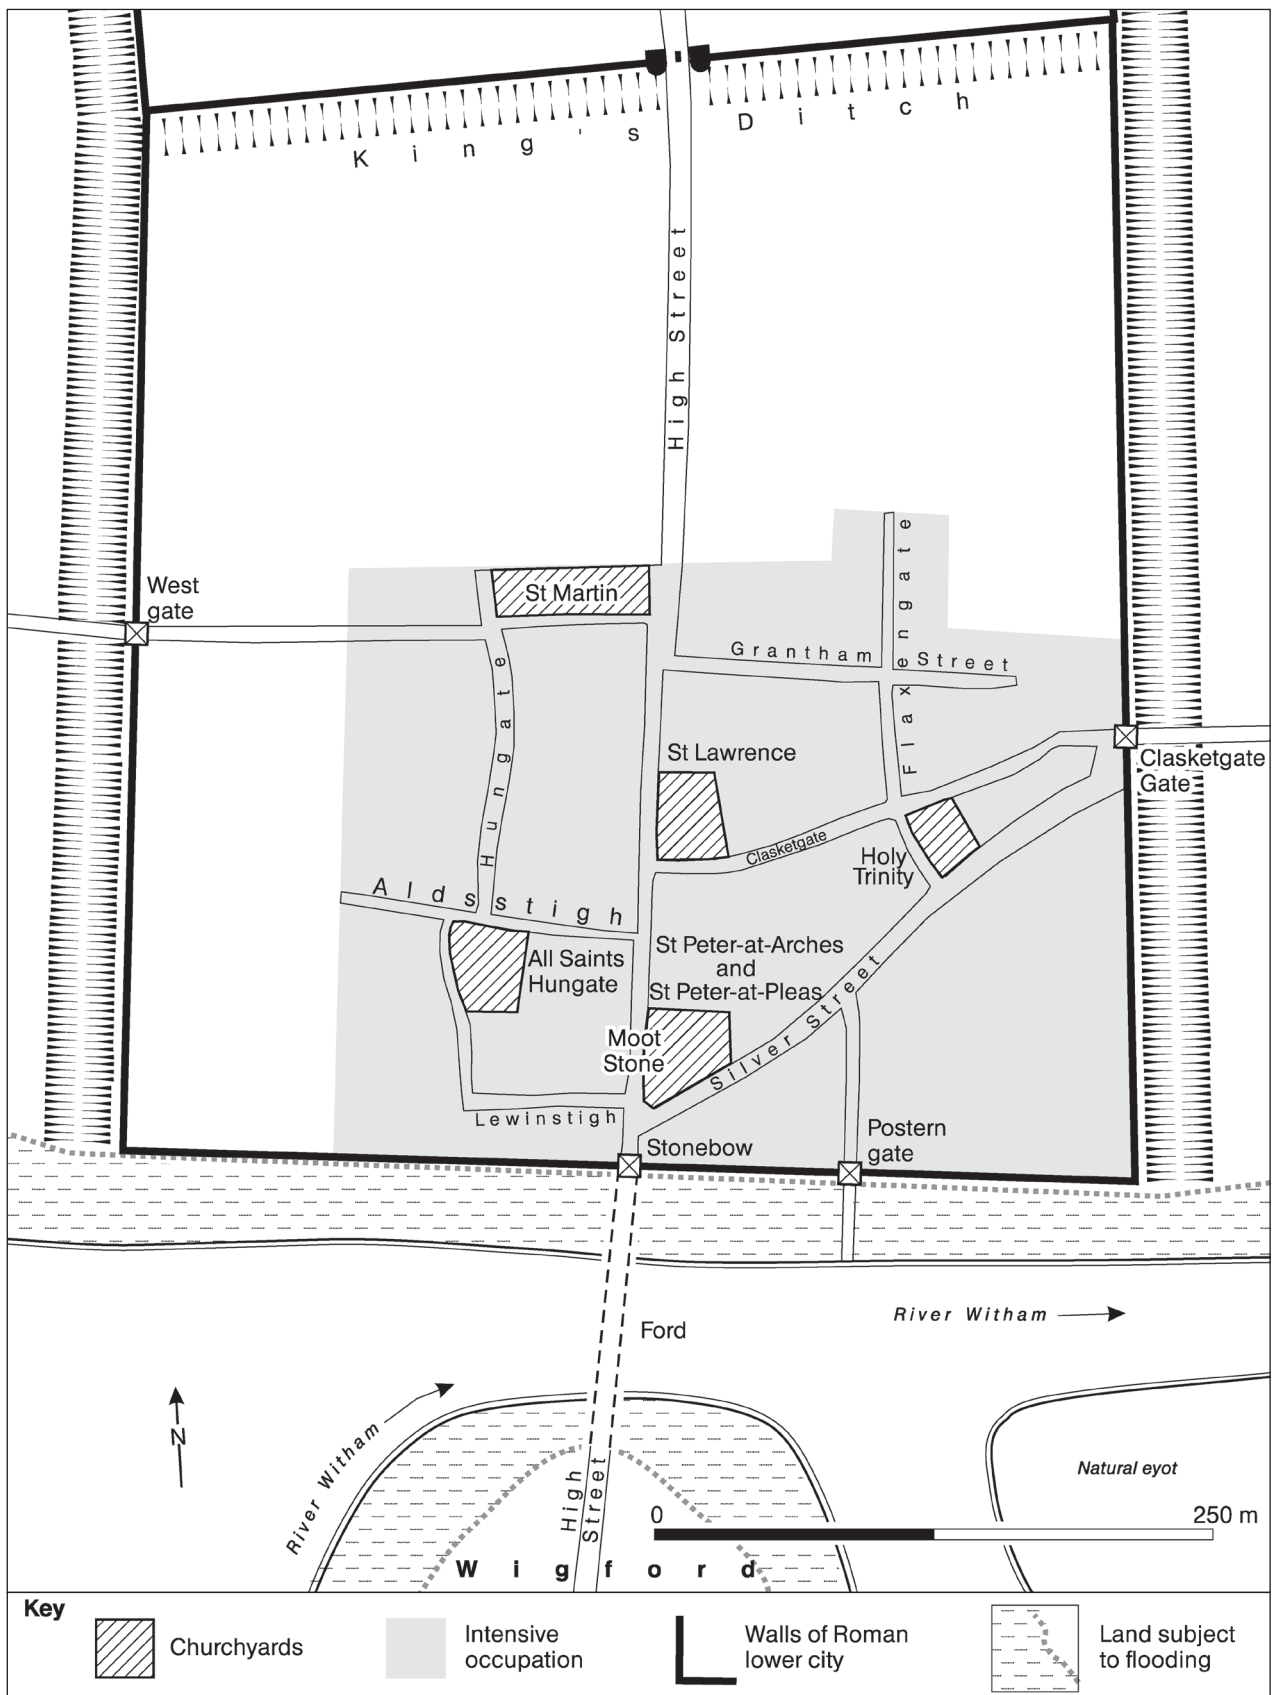 King's Ditch
High Street
West
gate
St Martin
Flaxengate
Grantham Street
Hungate
St Lawrence
Clasketgate
Gate
Clasketgate
Holy
Trinity
Aldsstigh
All Saints
Hungate
St Peter-at-Arches
and
St Peter-at-Pleas
Moot
Stone
Silver Street
Lewinstigh
Stonebow
Postern
gate
River Witham
Ford
N
River Witham
High
Street
Natural eyot
0 250 m
Wigford
Key
Churchyards
Intensive
occupation
Walls of Roman
lower city
Land subject
to flooding